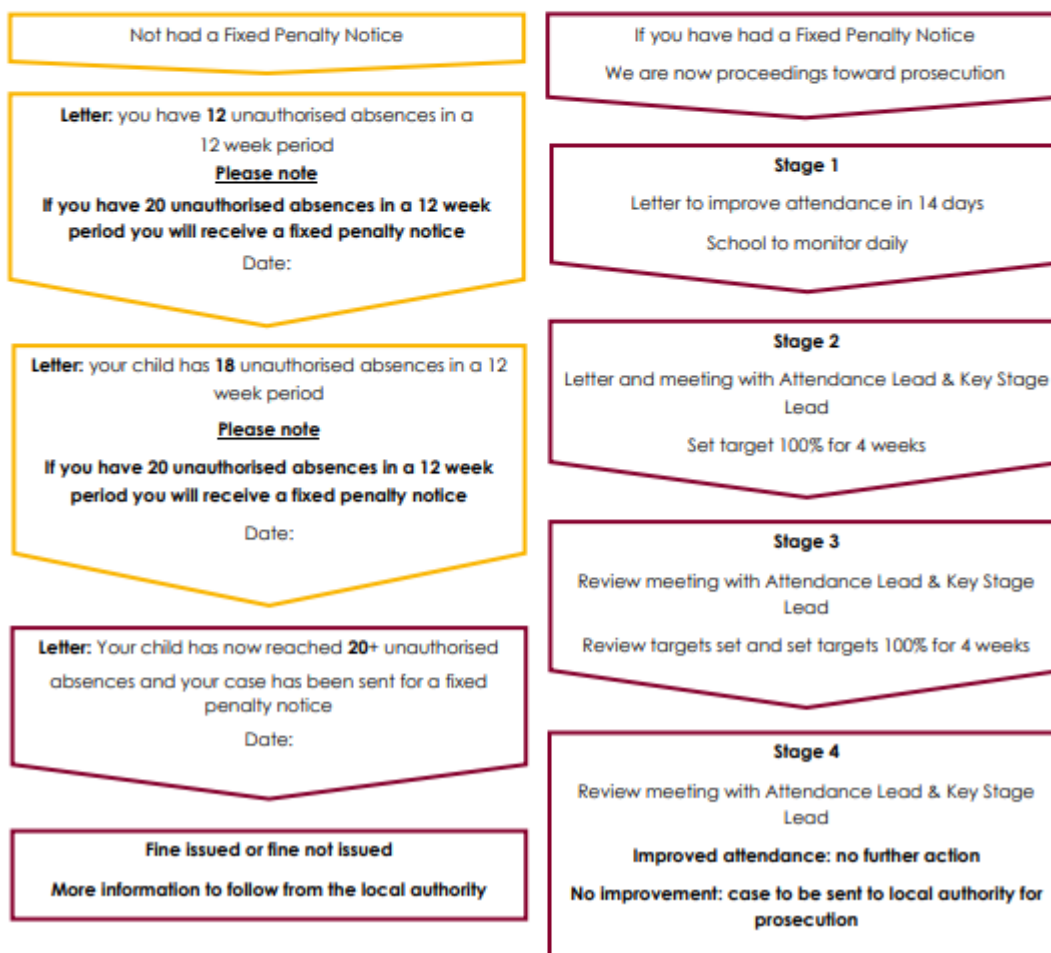 Not had a Fixed Penalty Notice
Letter: you have 12 unauthorised absences in a
12 week period
Please note
If you have 20 unauthorised absences in a 12 week
period you will receive a fixed penalty notice
Date:
Letter: your child has 18 unauthorised absences in a 12
week period
Please note
If you have 20 unauthorised absences in a 12 week
period you will receive a fixed penalty notice
Date:
Letter: Your child has now reached 20+ unauthorised
absences and your case has been sent for a fixed
penalty notice
Date:
Fine issued or fine not issued
More information to follow from the local authority
If you have had a Fixed Penalty Notice
We are now proceedings toward prosecution
Stage 1
Letter to improve attendance in 14 days
School to monitor daily
Stage 2
Letter and meeting with Attendance Lead & Key Stage
Lead
Set target 100% for 4 weeks
Stage 3
Review meeting with Attendance Lead & Key Stage
Lead
Review targets set and set targets 100% for 4 weeks
Stage 4
Review meeting with Attendance Lead & Key Stage
Lead
Improved attendance: no further action
No improvement: case to be sent to local authority for
prosecution